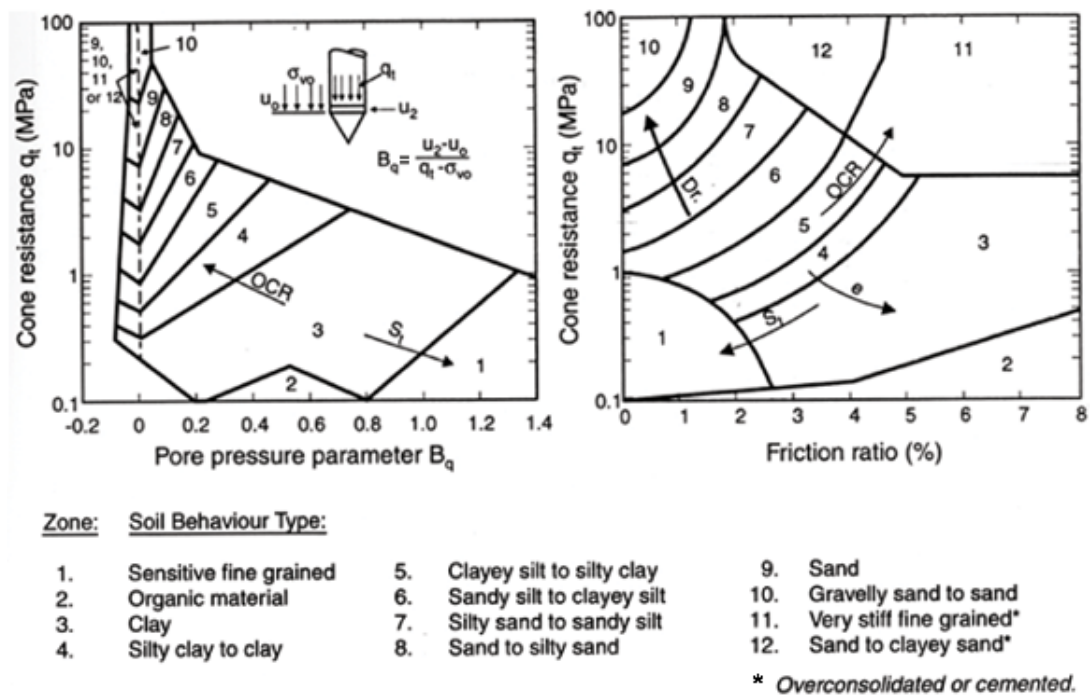 100
10
1
0.1
Cone resistance qt (MPa)
9,
10,
11
or 12
10
9
8
7
6
5
4
3
2
1
OCR
St
σvo
uo
qt
u2
Bq = u2-uo
qt - σvo
-0.2 0 0.2 0.4 0.6 0.8 1.0 1.2 1.4
Pore pressure parameter Bq
100
10
1
0.1
Cone resistance qt (MPa)
10
9
8
7
6
5
4
3
2
1
12
11
Dr.
OCR
e
St
0 1 2 3 4 5 6 7 8
Friction ratio (%)
Zone: Soil Behaviour Type:
1. Sensitive fine grained
2. Organic material
3. Clay
4. Silty clay to clay
5. Clayey silt to silty clay
6. Sandy silt to clayey silt
7. Silty sand to sandy silt
8. Sand to silty sand
9. Sand
10. Gravelly sand to sand
11. Very stiff fine grained*
12. Sand to clayey sand*
* Overconsolidated or cemented.